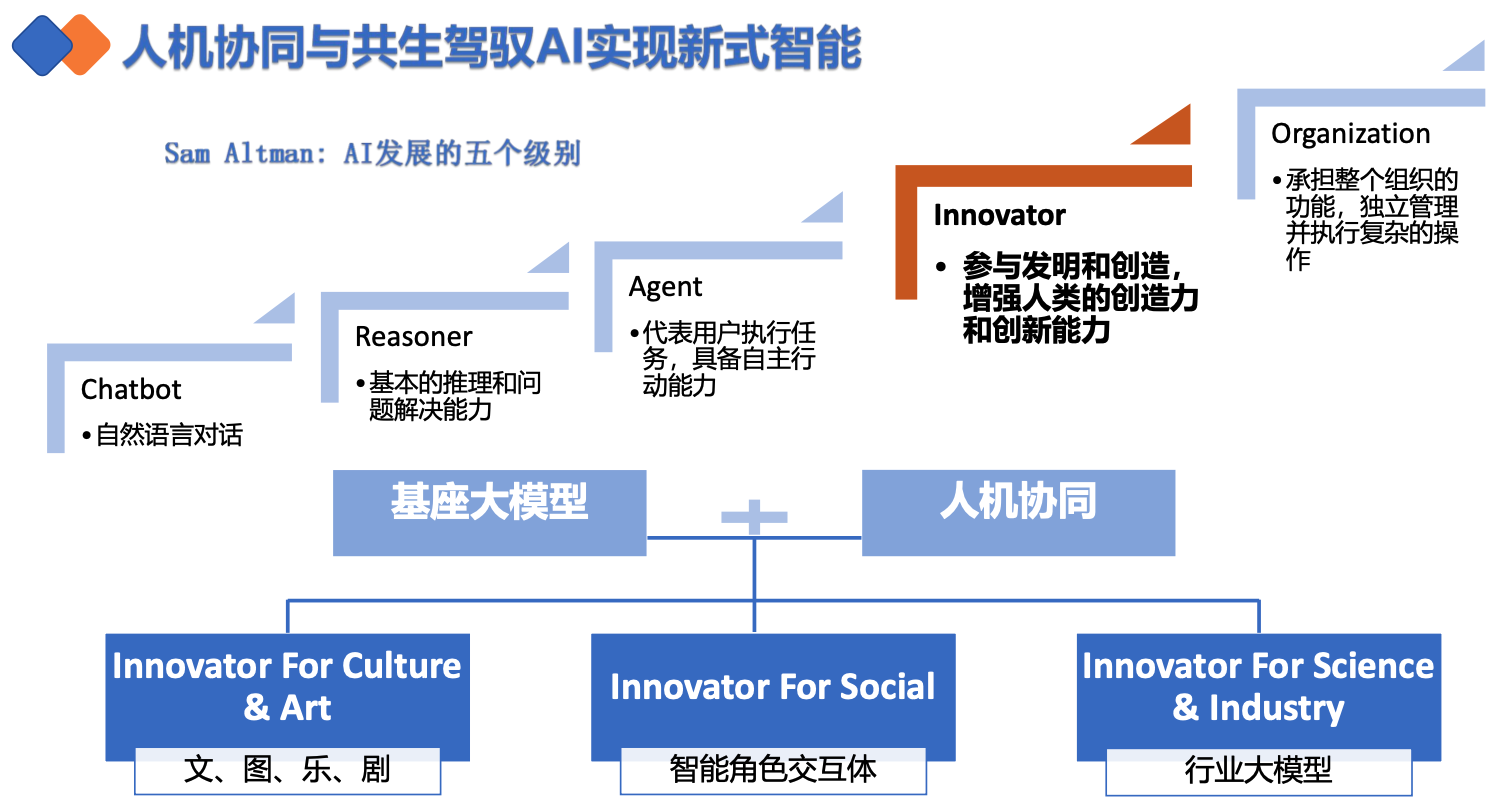 人机协同与共生驾驭AI实现新式智能
Sam Altman: AI发展的五个级别
Chatbot
•自然语言对话
Reasoner
•基本的推理和问
题解决能力
Agent
•代表用户执行任
务，具备自主行
动能力
Innovator
• 参与发明和创造，
增强人类的创造力
和创新能力
Organization
•承担整个组织的
功能，独立管理
并执行复杂的操
作
基座大模型
人机协同
Innovator For Culture
& Art
文、图、乐、剧
Innovator For Social
智能角色交互体
Innovator For Science
& Industry
行业大模型